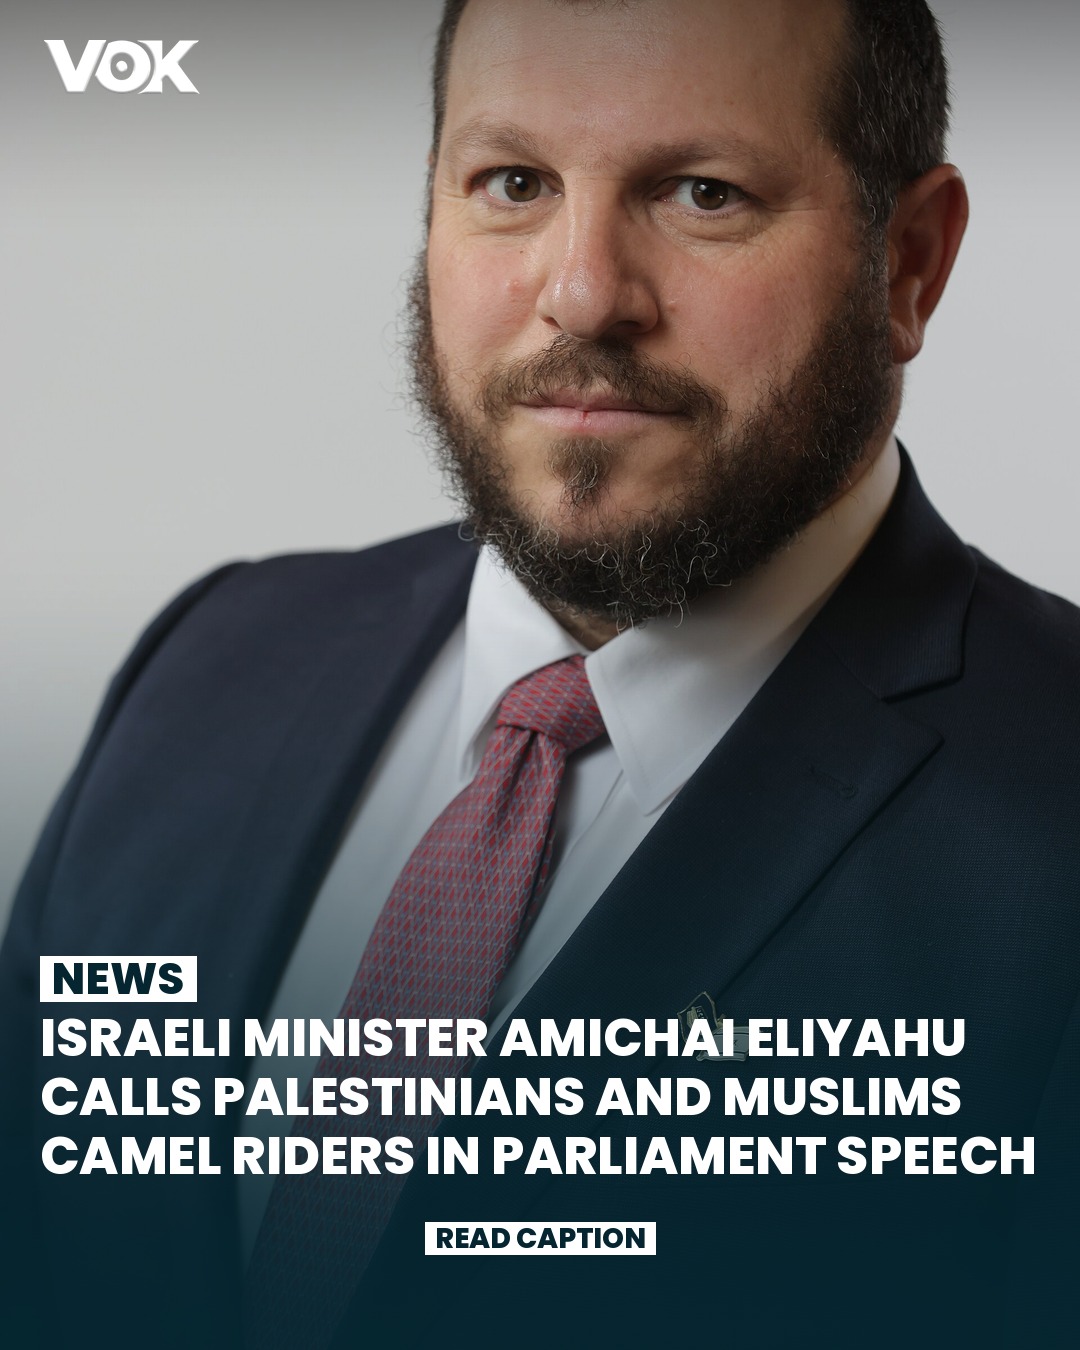 VOK
NEWS
ISRAELI MINISTER AMICHAI ELIYAHU
CALLS PALESTINIANS AND MUSLIMS
CAMEL RIDERS IN PARLIAMENT SPEECH
READ CAPTION